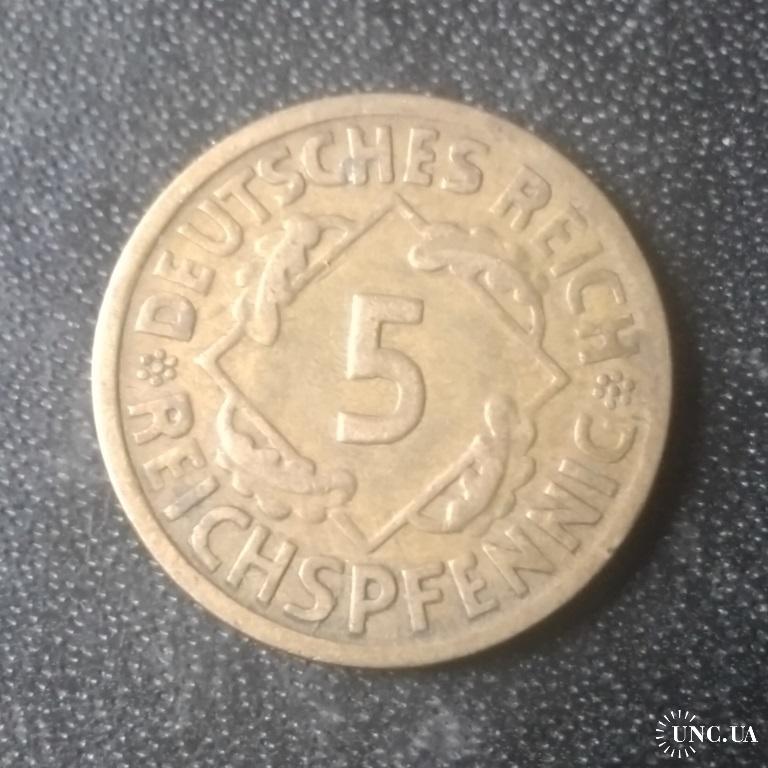 DEUTSCHES REICH
5
REICHSPFENNIG
UNC.UA